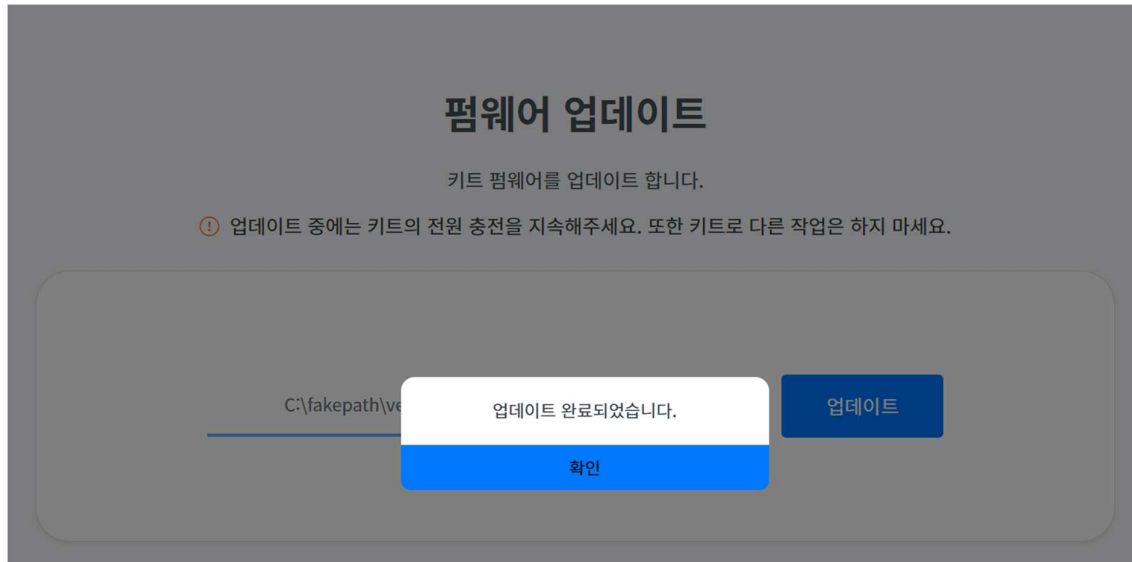 펌웨어 업데이트
키트 펌웨어를 업데이트 합니다.
업데이트 중에는 키트의 전원 충전을 지속해주세요. 또한 키트로 다른 작업은 하지 마세요.
C:\fakepath\ve
업데이트
업데이트 완료되었습니다.
확인